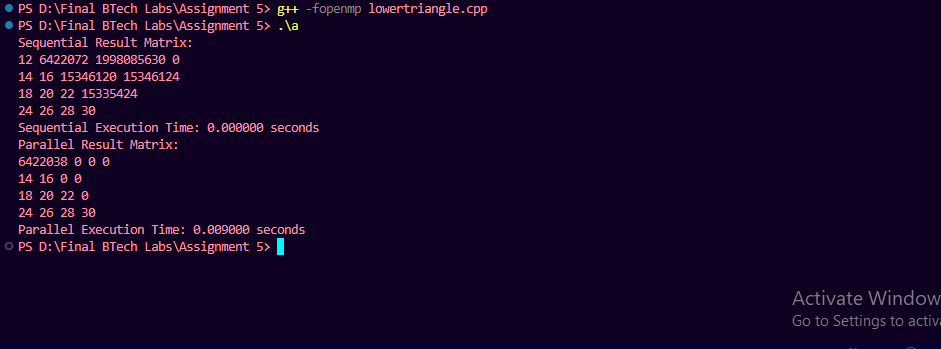 PS D:\Final BTech Labs\Assignment 5> g++ -fopenmp lowertriangle.cpp
PS D:\Final BTech Labs\Assignment 5> .\a
Sequential Result Matrix:
12 6422072 1998085630 0
14 16 15346120 15346124
18 20 22 15335424
24 26 28 30
Sequential Execution Time: 0.000000 seconds
Parallel Result Matrix:
6422038 0 0 0
14 16 0 0
18 20 22 0
24 26 28 30
Parallel Execution Time: 0.009000 seconds
PS D:\Final BTech Labs\Assignment 5>
Activate Window
Go to Settings to activa